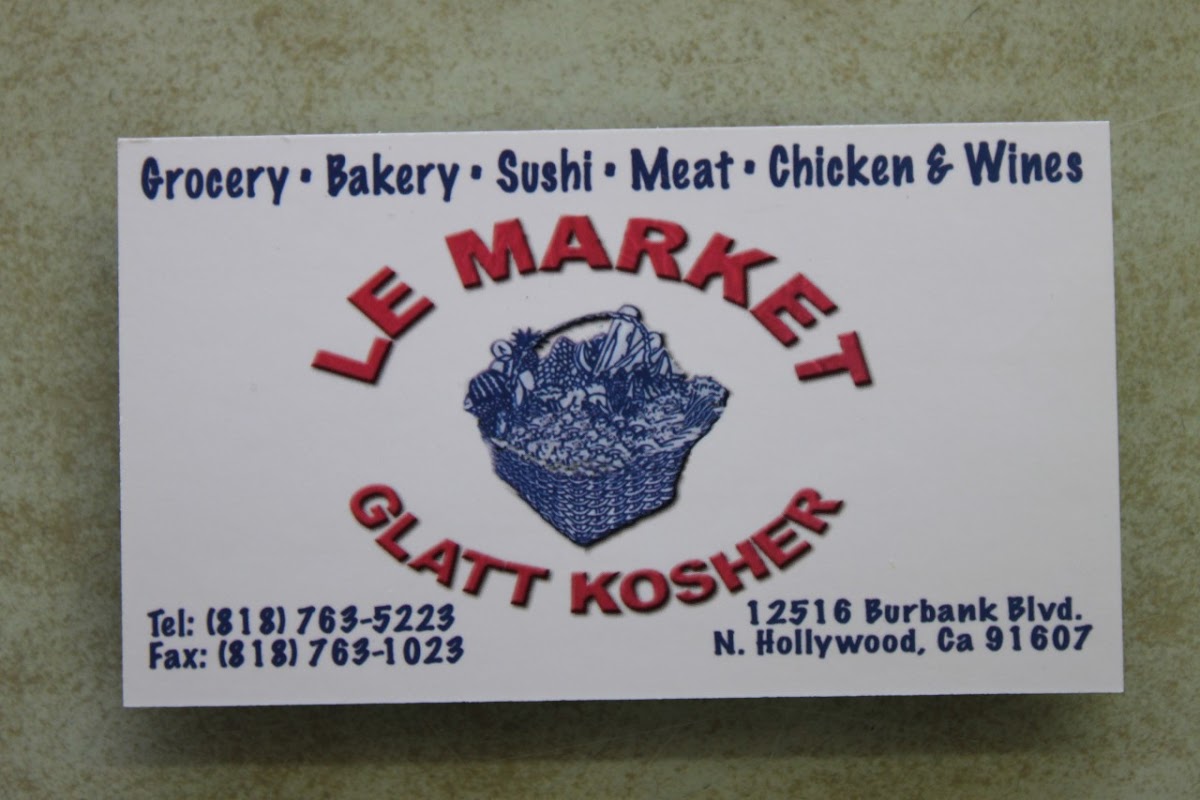 Grocery • Bakery • Sushi • Meat • Chicken & Wines
LE MARKET
GLATT KOSHER
Tel: (818) 763-5223
Fax: (818) 763-1023
12516 Burbank Blvd.
N. Hollywood, Ca 91607